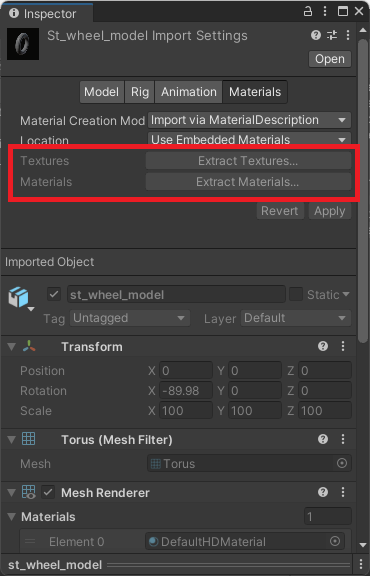 Inspector
St_wheel_model Import Settings
Open
Model Rig Animation Materials
Material Creation Mod Import via MaterialDescription
Location Use Embedded Materials
Textures Extract Textures...
Materials Extract Materials...
Revert Apply
Imported Object
st_wheel_model Static
Tag Untagged Layer Default
Transform
Position X 0 Y 0 Z 0
Rotation X -89.98 Y 0 Z 0
Scale X 100 Y 100 Z 100
Torus (Mesh Filter)
Mesh Torus
Mesh Renderer
Materials 1
Element 0 DefaultHDMaterial
st_wheel_model